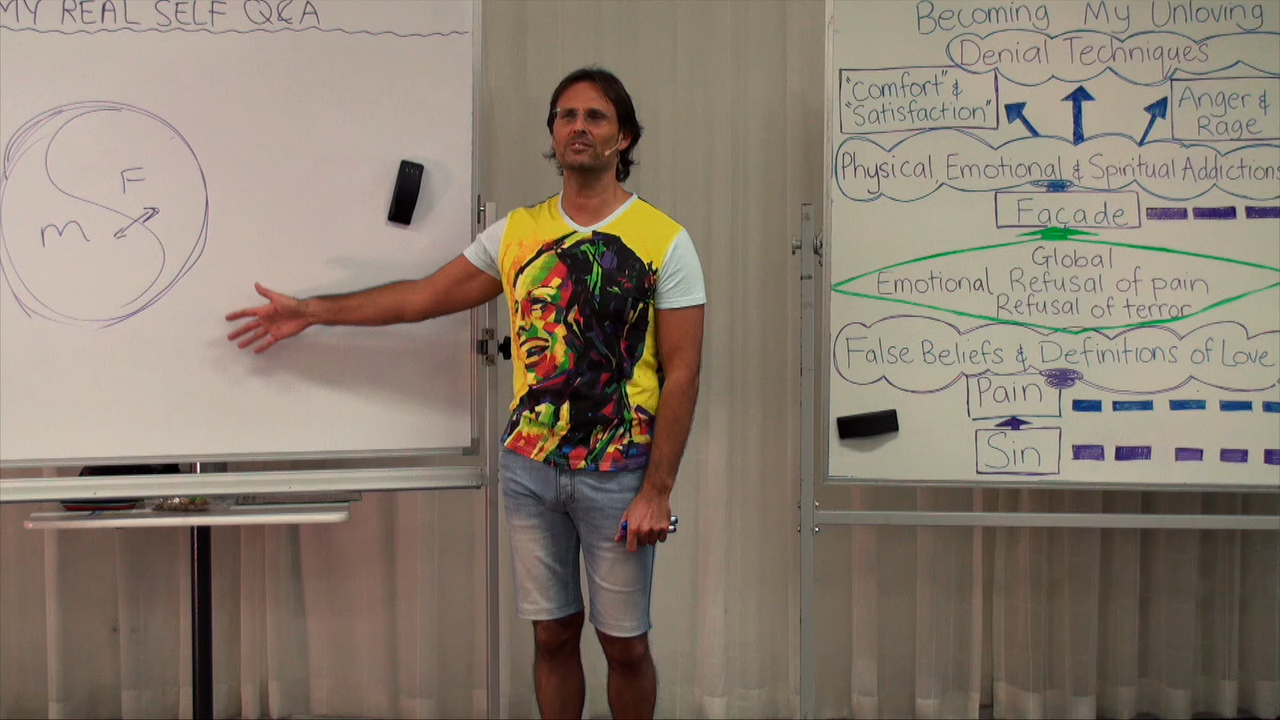 MY REAL SELF Q&A
F
M
Becoming My Unloving
Denial Techniques
"Comfort" &
"Satisfaction"
Anger &
Rage
Physical, Emotional & Spiritual Addictions
Façade
Global
Emotional Refusal of pain
Refusal of terror
False Beliefs & Definitions of Love
Pain
Sin